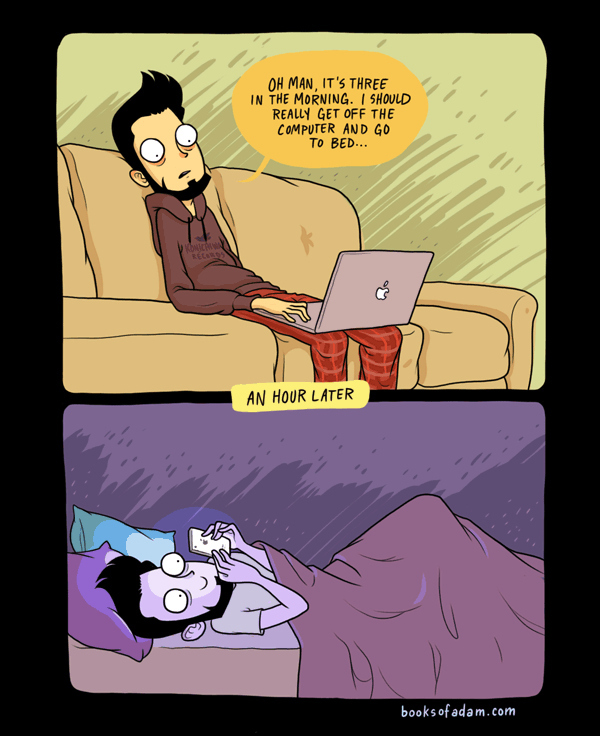 OH MAN, IT'S THREE
IN THE MORNING. I SHOULD
REALLY GET OFF THE
COMPUTER AND GO
TO BED...
RECORDS
AN HOUR LATER
booksofadam.com